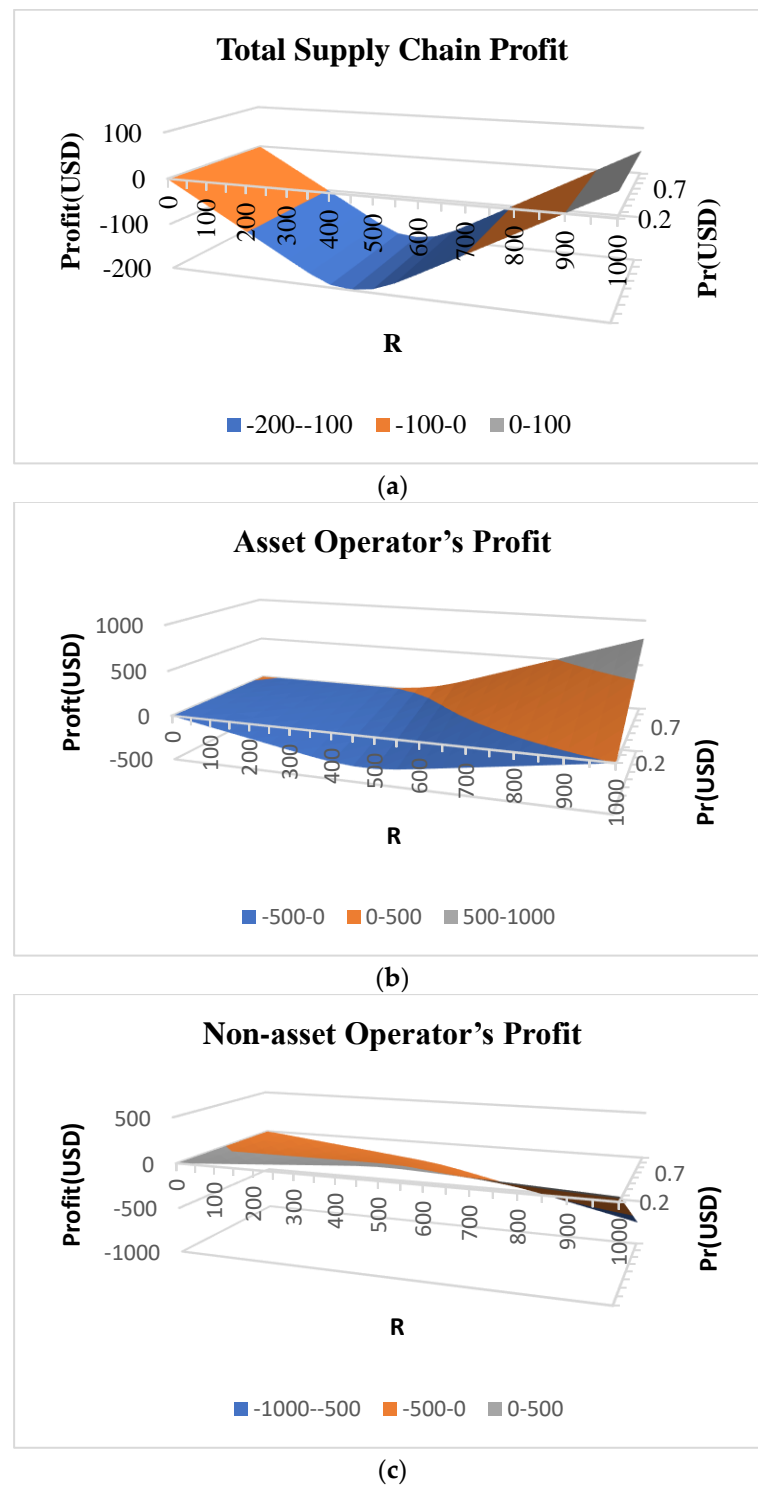 Total Supply Chain Profit
Profit(USD)
100
0
-100
-200
0
100
200
300
400
500
600
700
800
900
1000
0.7
0.2
Pr(USD)
R
-200--100 -100-0 0-100
(a)
Asset Operator’s Profit
Proft(USD)
1000
500
0
-500
0
100
200
300
400
500
600
700
800
900
1000
0.7
0.2
Pr(USD)
R
-500-0 0-500 500-1000
(b)
Non-asset Operator’s Profit
Profit(USD)
500
0
-500
-1000
0
100
200
300
400
500
600
700
800
900
1000
0.7
0.2
Pr(USD)
R
-1000--500 -500-0 0-500
(c)